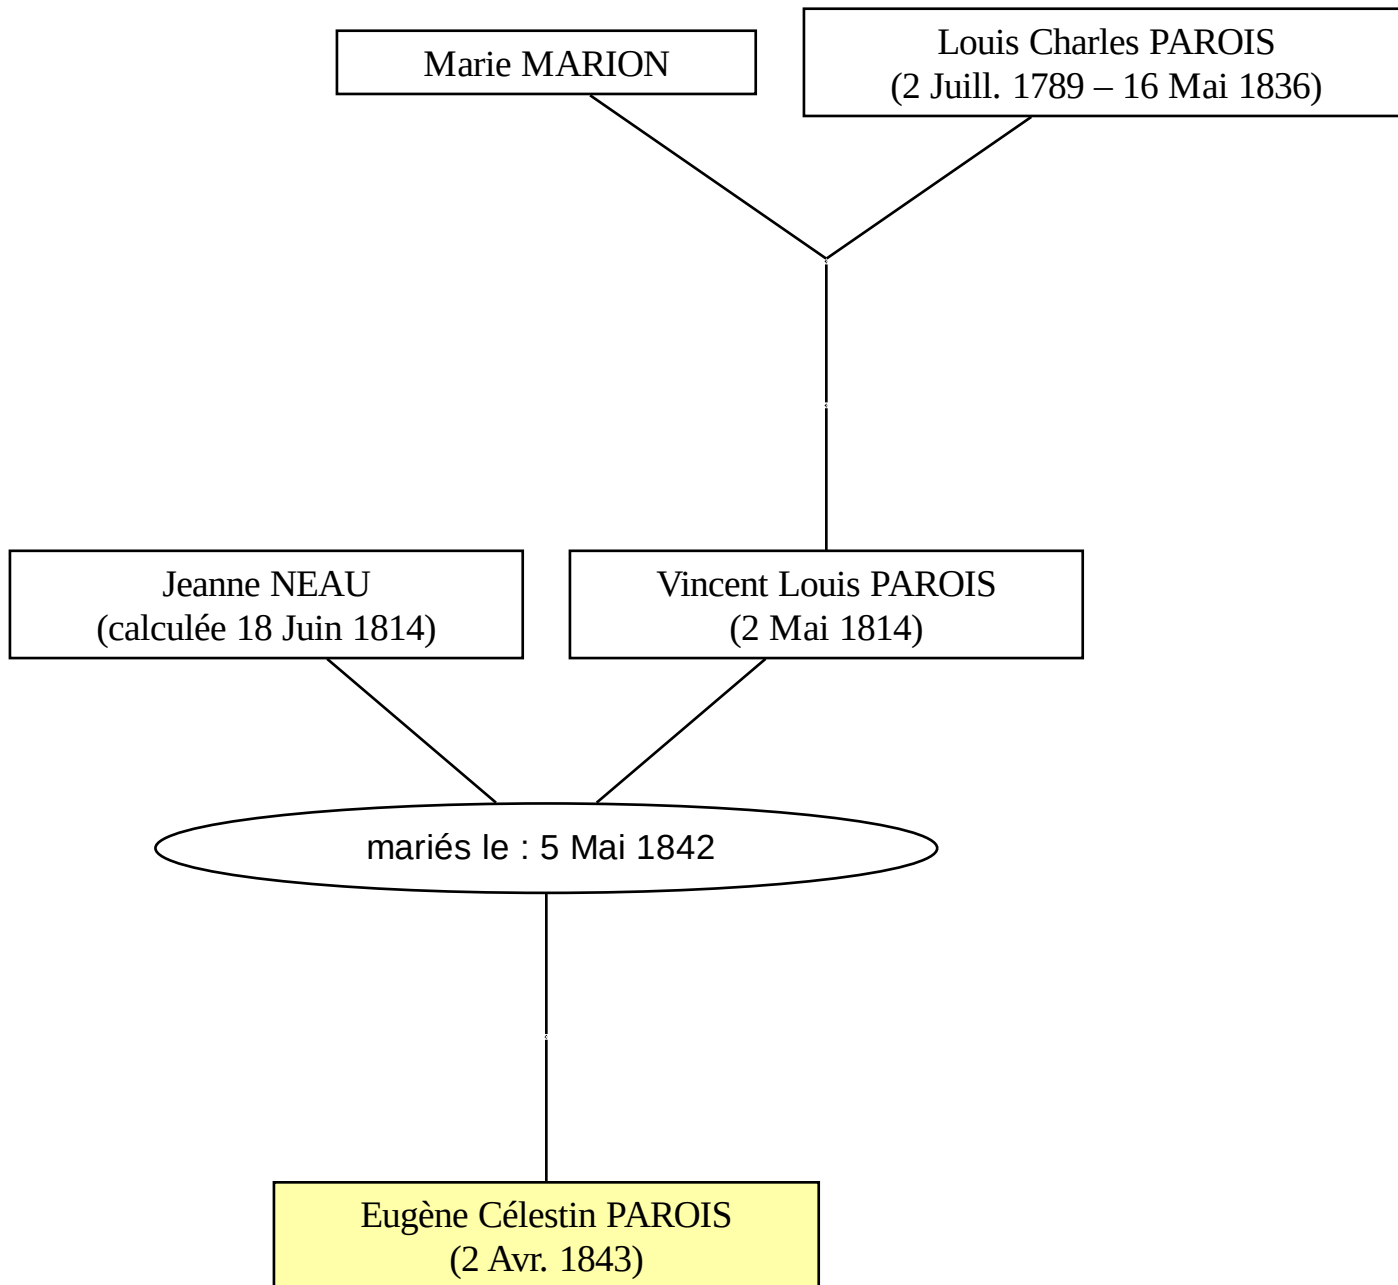 Marie MARION
Louis Charles PAROIS
(2 Juill. 1789 – 16 Mai 1836)
Jeanne NEAU
(calculée 18 Juin 1814)
Vincent Louis PAROIS
(2 Mai 1814)
mariés le : 5 Mai 1842
Eugène Célestin PAROIS
(2 Avr. 1843)